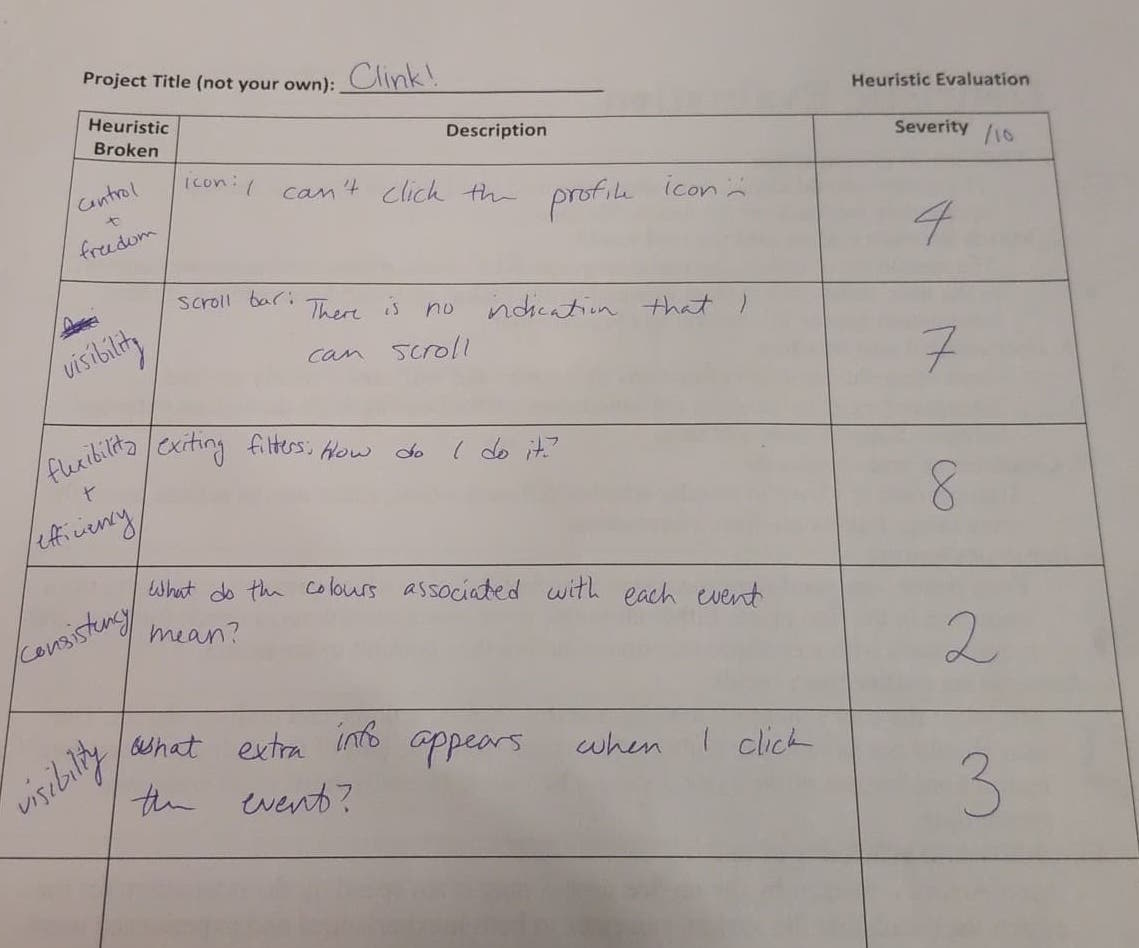 Project Title (not your own): Clink!
Heuristic Evaluation
Heuristic Broken
Description
Severity /10
control + freedom
icon: I can't click the profile icon :(
4
visibility
scroll bar: There is no indication that I
can scroll
7
flexibility + efficiency
exiting filters: How do I do it?
8
consistency
What do the colours associated with each event
mean?
2
visibility
What extra info appears when I click
the event?
3